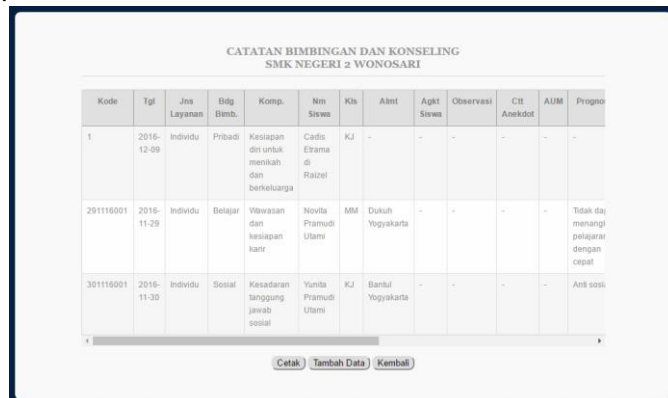 CATATAN BIMBINGAN DAN KONSELING
SMK NEGERI 2 WONOSARI
Kode Tgl Jns Layanan Bdg Bimb. Komp. Nm Siswa Kls Almt Agkt Siswa Observasi Ctt Anekdot AUM Progno
1 2016-12-09 Individu Pribadi Kesiapan diri untuk menikah dan berkeluarga Cadis Etrama di Raizel KJ - - - - - -
291116001 2016-11-29 Individu Belajar Wawasan dan kesiapan karir Novita Pramudi Utami MM Dukuh Yogyakarta - - - - Tidak dap menangk pelajaran dengan cepat
301116001 2016-11-30 Individu Sosial Kesadaran tanggung jawab sosial Yunita Pramudi Utami KJ Bantul Yogyakarta - - - - Anti sosia
Cetak Tambah Data Kembali